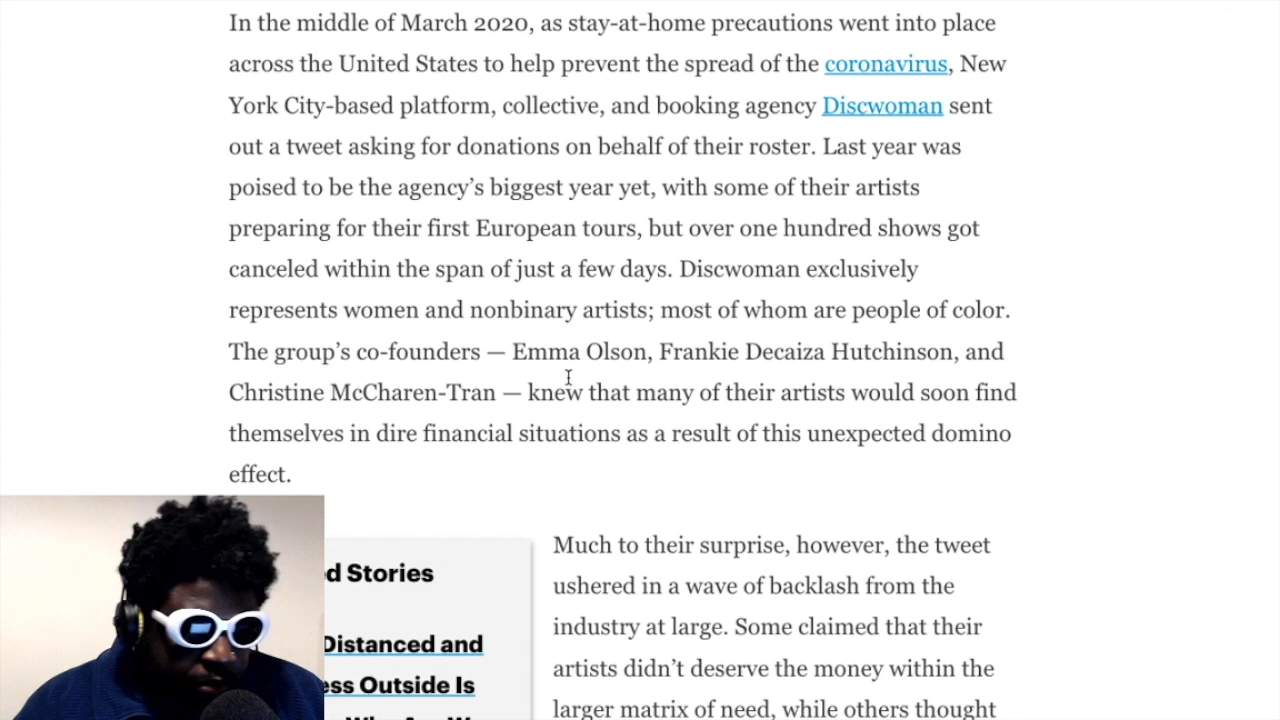 In the middle of March 2020, as stay-at-home precautions went into place
across the United States to help prevent the spread of the coronavirus, New
York City-based platform, collective, and booking agency Discwoman sent
out a tweet asking for donations on behalf of their roster. Last year was
poised to be the agency’s biggest year yet, with some of their artists
preparing for their first European tours, but over one hundred shows got
canceled within the span of just a few days. Discwoman exclusively
represents women and nonbinary artists; most of whom are people of color.
The group’s co-founders — Emma Olson, Frankie Decaiza Hutchinson, and
Christine McCharen-Tran — knew that many of their artists would soon find
themselves in dire financial situations as a result of this unexpected domino
effect.
d Stories
Distanced and
ess Outside Is
Much to their surprise, however, the tweet
ushered in a wave of backlash from the
industry at large. Some claimed that their
artists didn’t deserve the money within the
larger matrix of need, while others thought